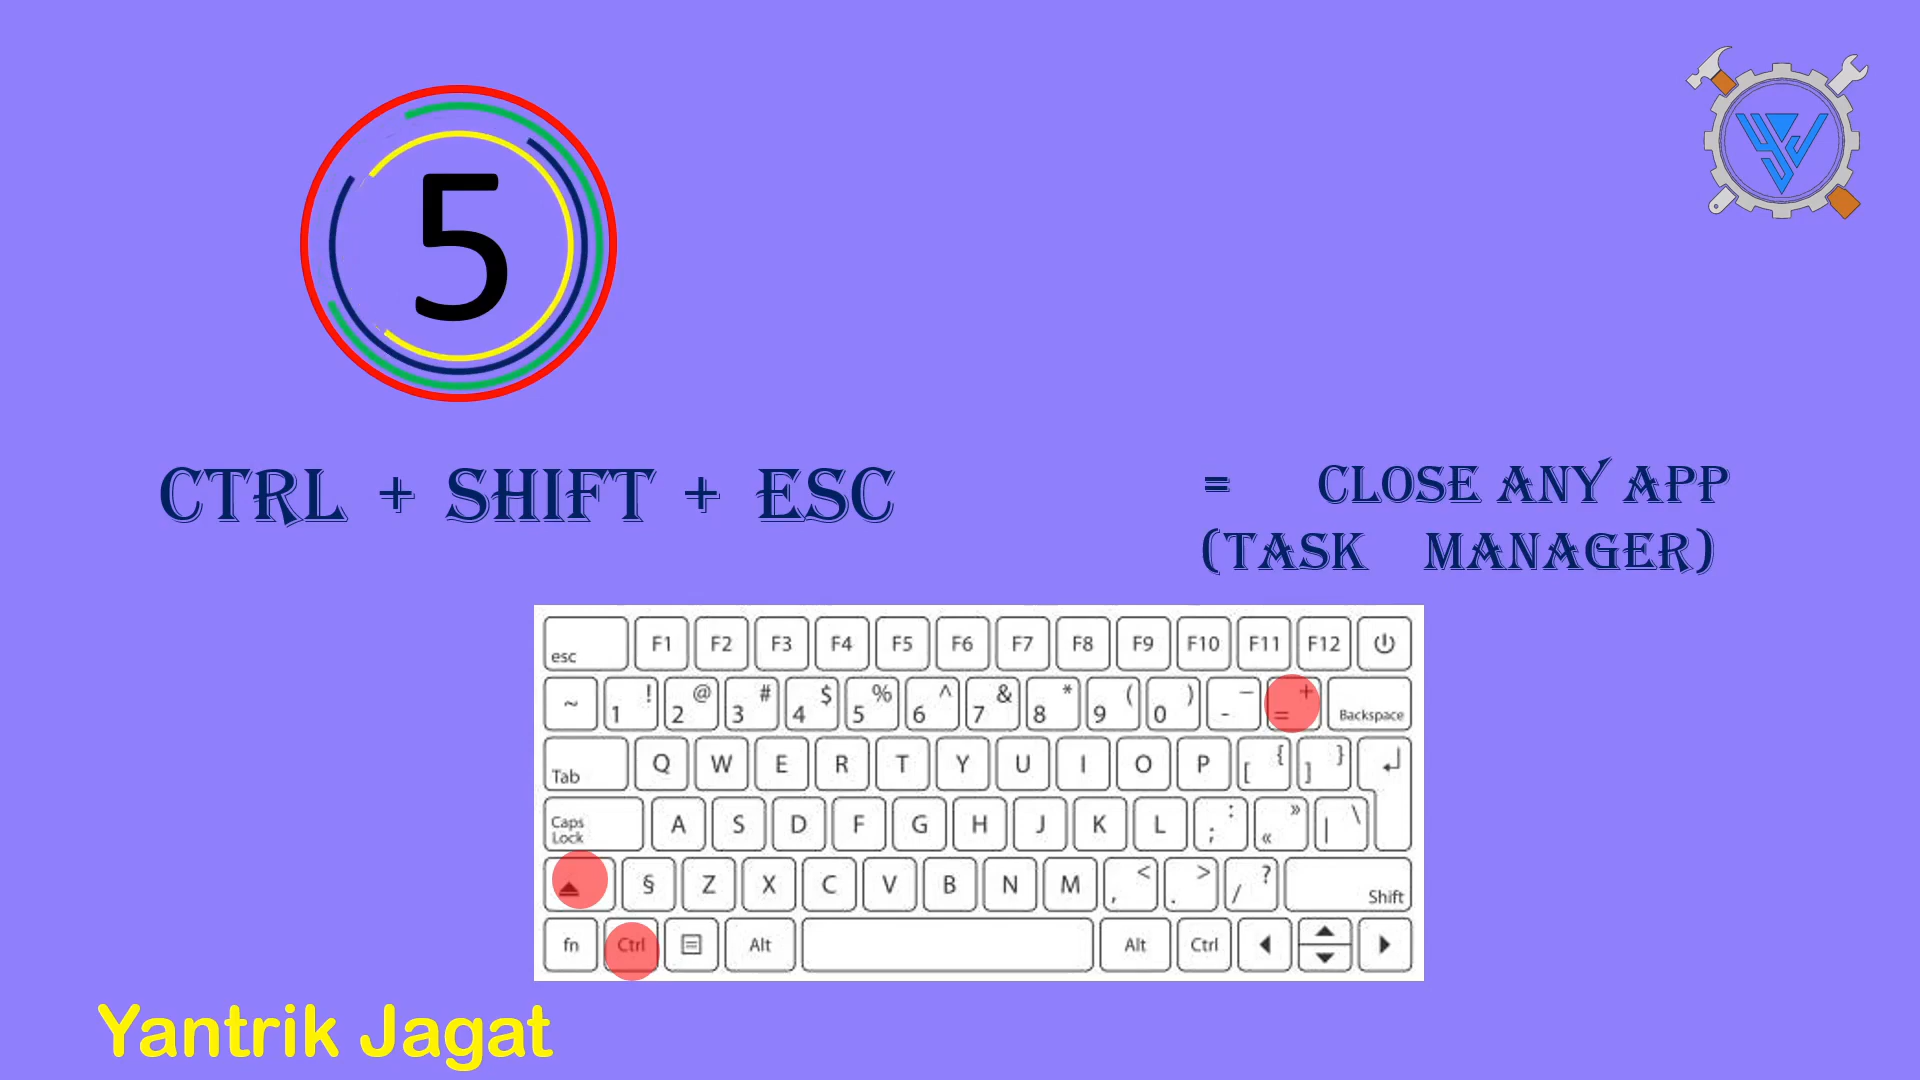 5
CTRL + SHIFT + ESC
= CLOSE ANY APP
(TASK MANAGER)
esc F1 F2 F3 F4 F5 F6 F7 F8 F9 F10 F11 F12
~ ! 1 @ 2 # 3 $ 4 % 5 ^ 6 & 7 * 8 ( 9 ) 0 – - + = Backspace
Tab Q W E R T Y U I O P { [ } ]
Caps Lock A S D F G H J K L : ; » « | \
§ Z X C V B N M < , > . ? / Shift
fn Ctrl Alt Alt Ctrl
Yantrik Jagat